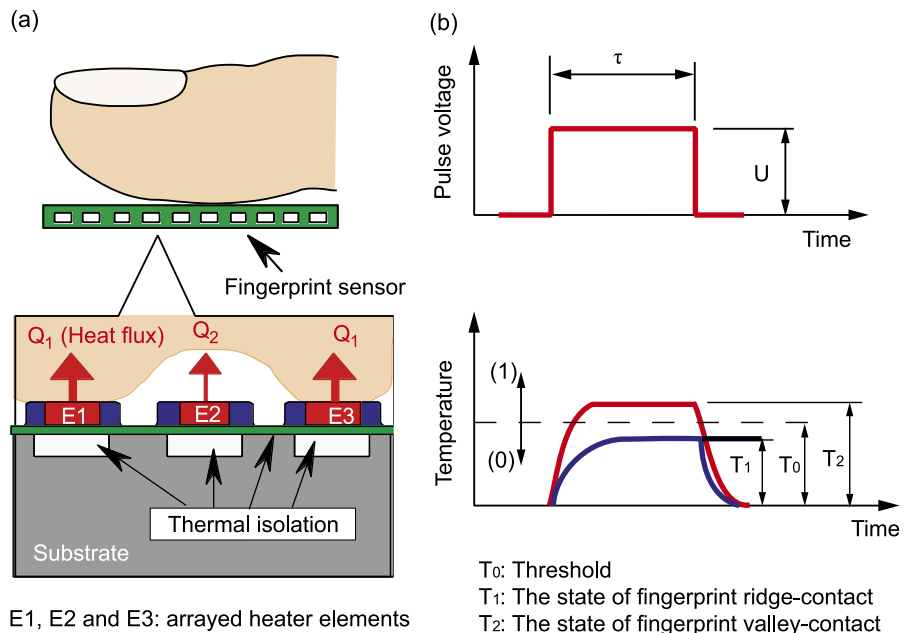 (a)
Fingerprint sensor
Q1 (Heat flux)
Q2
Q1
E1
E2
E3
Thermal isolation
Substrate
E1, E2 and E3: arrayed heater elements
(b)
Pulse voltage
τ
U
Time
Temperature
(1)
(0)
T1
T0
T2
Time
T0: Threshold
T1: The state of fingerprint ridge-contact
T2: The state of fingerprint valley-contact